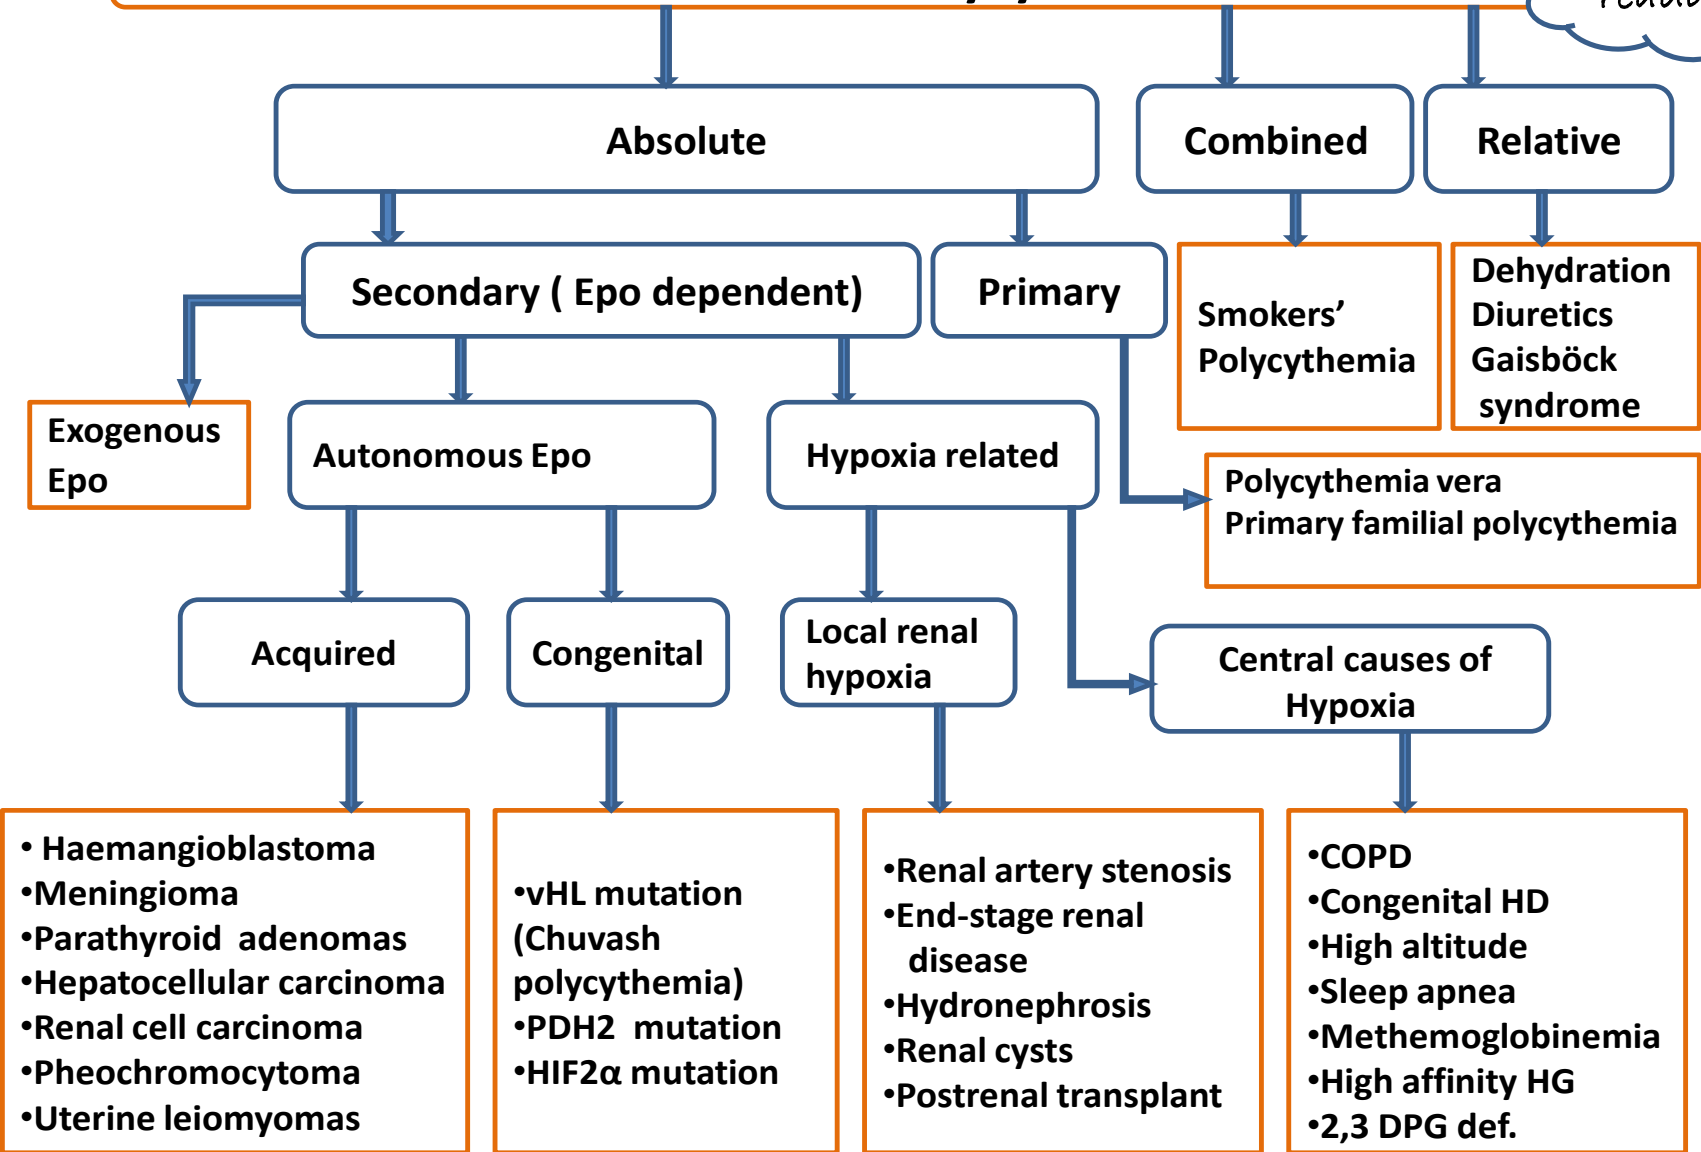 Absolute
Combined
Relative
Secondary ( Epo dependent)
Primary
Smokers’
Polycythemia
Dehydration
Diuretics
Gaisböck
syndrome
Exogenous
Epo
Autonomous Epo
Hypoxia related
Polycythemia vera
Primary familial polycythemia
Acquired
Congenital
Local renal
hypoxia
Central causes of
Hypoxia
• Haemangioblastoma
•Meningioma
•Parathyroid adenomas
•Hepatocellular carcinoma
•Renal cell carcinoma
•Pheochromocytoma
•Uterine leiomyomas
•vHL mutation
(Chuvash
polycythemia)
•PDH2 mutation
•HIF2α mutation
•Renal artery stenosis
•End-stage renal
disease
•Hydronephrosis
•Renal cysts
•Postrenal transplant
•COPD
•Congenital HD
•High altitude
•Sleep apnea
•Methemoglobinemia
•High affinity HG
•2,3 DPG def.